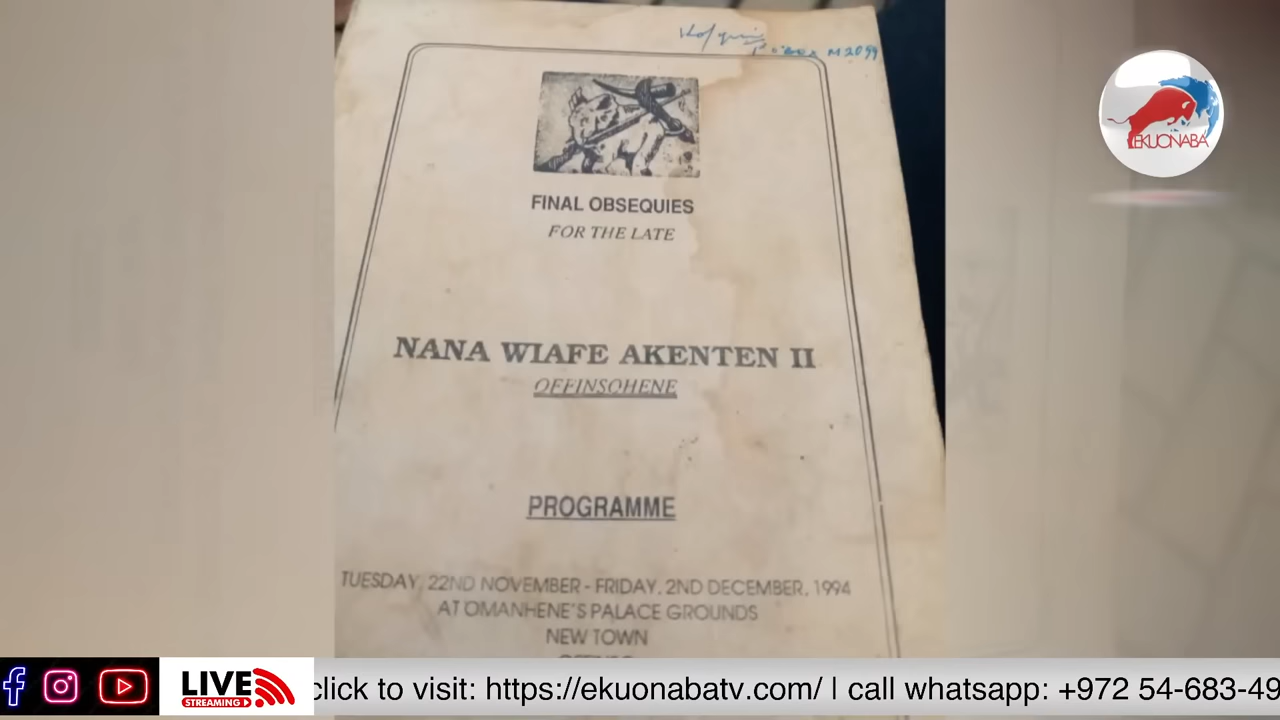 M2099
EKUONABA
FINAL OBSEQUIES
FOR THE LATE
NANA WIAFE AKENTEN II
OFFINSOHENE
PROGRAMME
TUESDAY, 22ND NOVEMBER - FRIDAY, 2ND DECEMBER, 1994
AT OMANHENE'S PALACE GROUNDS
NEW TOWN
LIVE
STREAMING
click to visit: https://ekuonabatv.com/ | call whatsapp: +972 54-683-49